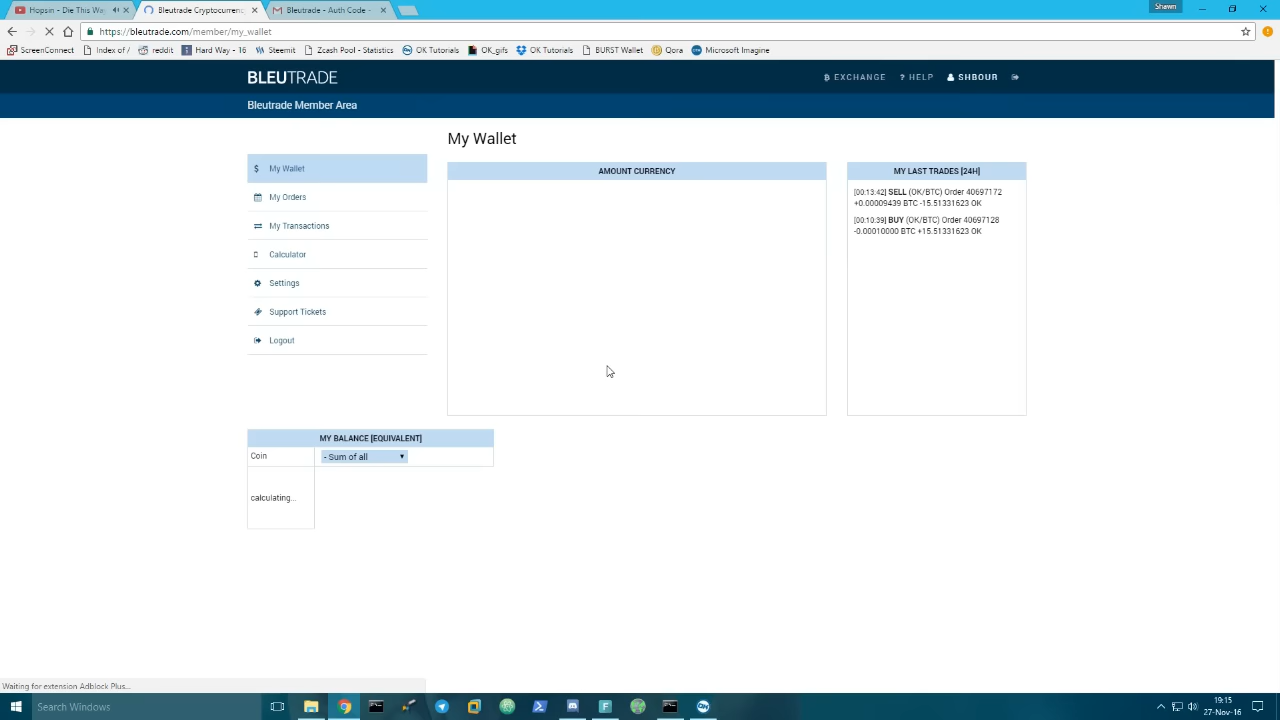 Shawn
Hopsin - Die This Way
Bleutrade Cryptocurrenc
Bleutrade - Auth Code -
https://bleutrade.com/member/my_wallet
ScreenConnect
Index of /
reddit
Hard Way - 16
Steemit
Zcash Pool - Statistics
OK Tutorials
OK_gifs
OK Tutorials
BURST Wallet
Qora
Microsoft Imagine
BLEUTRADE
EXCHANGE
? HELP
SHBOUR
Bleutrade Member Area
My Wallet
$ My Wallet
My Orders
My Transactions
Calculator
Settings
Support Tickets
Logout
AMOUNT CURRENCY
MY LAST TRADES [24H]
[00:13:42] SELL (OK/BTC) Order 40697172
+0.00009439 BTC -15.51331623 OK
[00:10:39] BUY (OK/BTC) Order 40697128
-0.00010000 BTC +15.51331623 OK
MY BALANCE [EQUIVALENT]
Coin
- Sum of all
calculating...
Waiting for extension Adblock Plus...
Search Windows
19:15
27-Nov-16